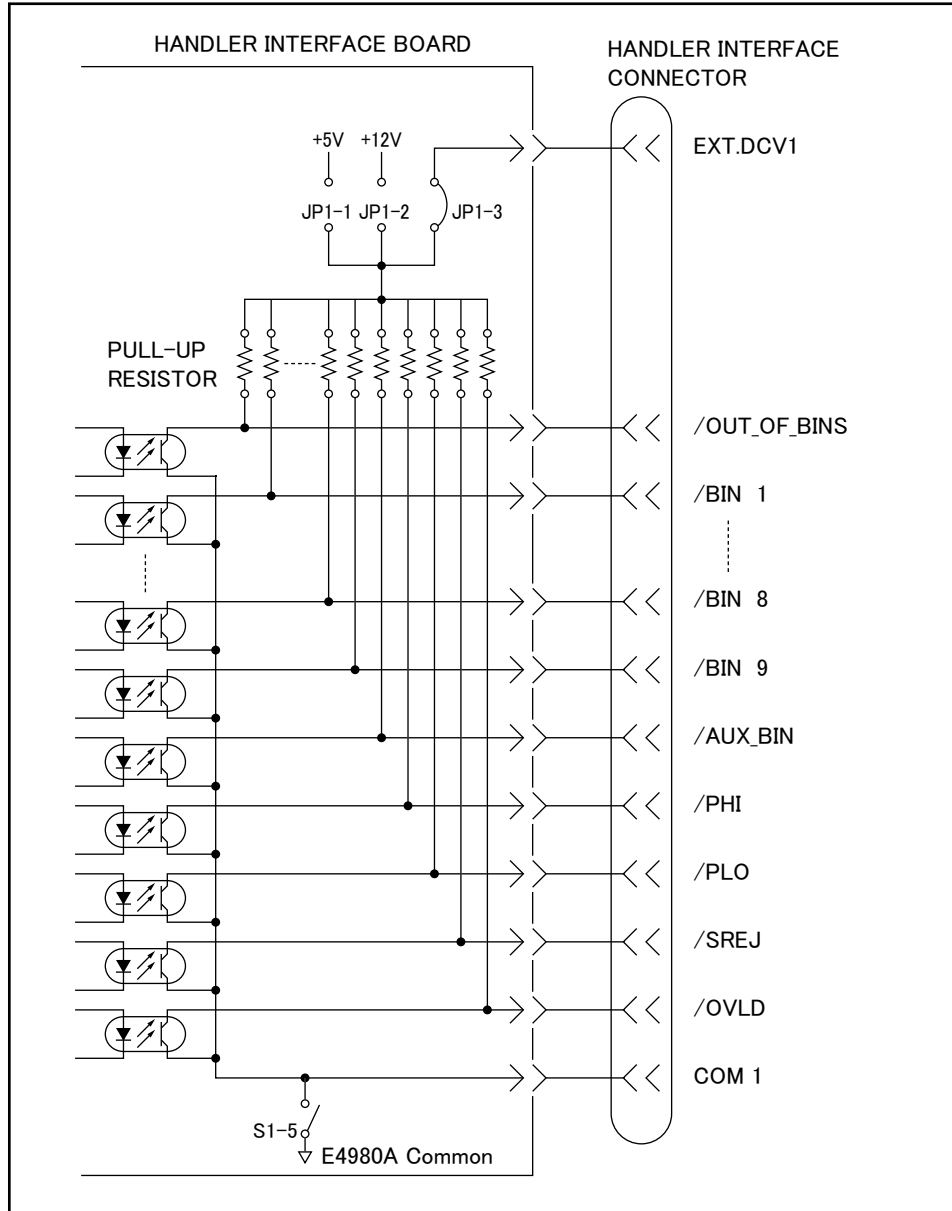 HANDLER INTERFACE BOARD
HANDLER INTERFACE
CONNECTOR
+5V +12V
EXT.DCV1
JP1-1 JP1-2 JP1-3
PULL-UP
RESISTOR
/OUT_OF_BINS
/BIN 1
/BIN 8
/BIN 9
/AUX_BIN
/PHI
/PLO
/SREJ
/OVLD
COM 1
S1-5
E4980A Common